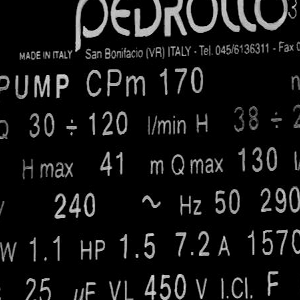 PEDROLLO
MADE IN ITALY San Bonifacio (VR) ITALY - Tel. 045/6136311 - Fax
PUMP CPm 170
Q 30 ÷ 120 l/min H 38 ÷
H max 41 m Q max 130 l/
240 ~ Hz 50 290
W 1.1 HP 1.5 7.2 A 1570
25 µF VL 450 V I.Cl. F